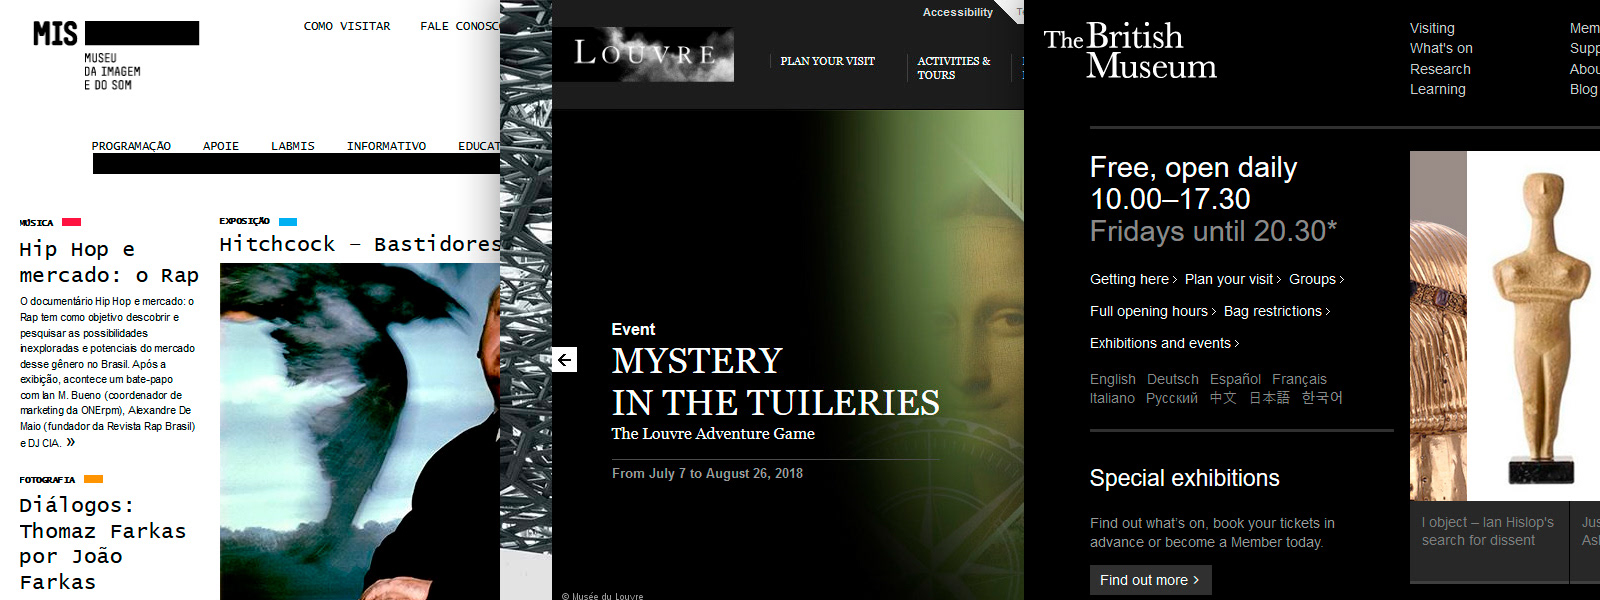 MIS
MUSEU
DA IMAGEM
E DO SOM
COMO VISITAR
FALE CONOSC
PROGRAMAÇÃO APOIE LABMIS INFORMATIVO EDUCAT
MÚSICA
Hip Hop e
mercado: o Rap
O documentário Hip Hop e mercado: o
Rap tem como objetivo descobrir e
pesquisar as possibilidades
inexploradas e potenciais do mercado
desse gênero no Brasil. Após a
exibição, acontece um bate-papo
com Ian M. Bueno (coordenador de
marketing da ONErpm), Alexandre De
Maio (fundador da Revista Rap Brasil)
e DJ CIA. »
FOTOGRAFIA
Diálogos:
Thomaz Farkas
por João
Farkas
EXPOSIÇÃO
Hitchcock – Bastidores
Accessibility
LOUVRE
PLAN YOUR VISIT
ACTIVITIES &
TOURS
Event
MYSTERY
IN THE TUILERIES
The Louvre Adventure Game
From July 7 to August 26, 2018
© Musée du Louvre
The British
Museum
Visiting
What's on
Research
Learning
Mem
Supp
Abou
Blog
Free, open daily
10.00–17.30
Fridays until 20.30*
Getting here › Plan your visit › Groups ›
Full opening hours › Bag restrictions ›
Exhibitions and events ›
English Deutsch Español Français
Italiano Русский 中文 日本語 한국어
Special exhibitions
Find out what's on, book your tickets in
advance or become a Member today.
Find out more ›
I object – Ian Hislop's
search for dissent
Jus
Ash